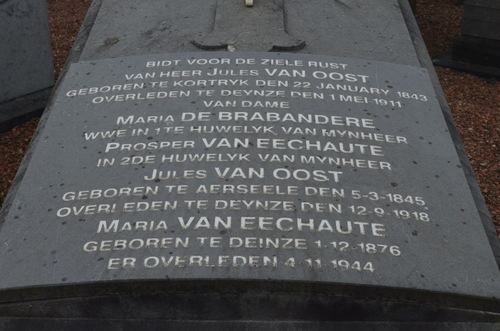 BIDT VOOR DE ZIELE RUST
VAN HEER JULES VAN OOST
GEBOREN TE KORTRYK DEN 22 JANUARY 1843
OVERLEDEN TE DEYNZE DEN 1 MEI 1911
VAN DAME
MARIA DE BRABANDERE
WWE IN 1TE HUWELYK VAN MYNHEER
PROSPER VAN EECHAUTE
IN 2DE HUWELYK VAN MYNHEER
JULES VAN OOST
GEBOREN TE AERSEELE DEN 5-3-1845
OVERLEDEN TE DEYNZE DEN 12-9-1918
MARIA VAN EECHAUTE
GEBOREN TE DEINZE 1-12-1876
ER OVERLEDEN 4-11-1944